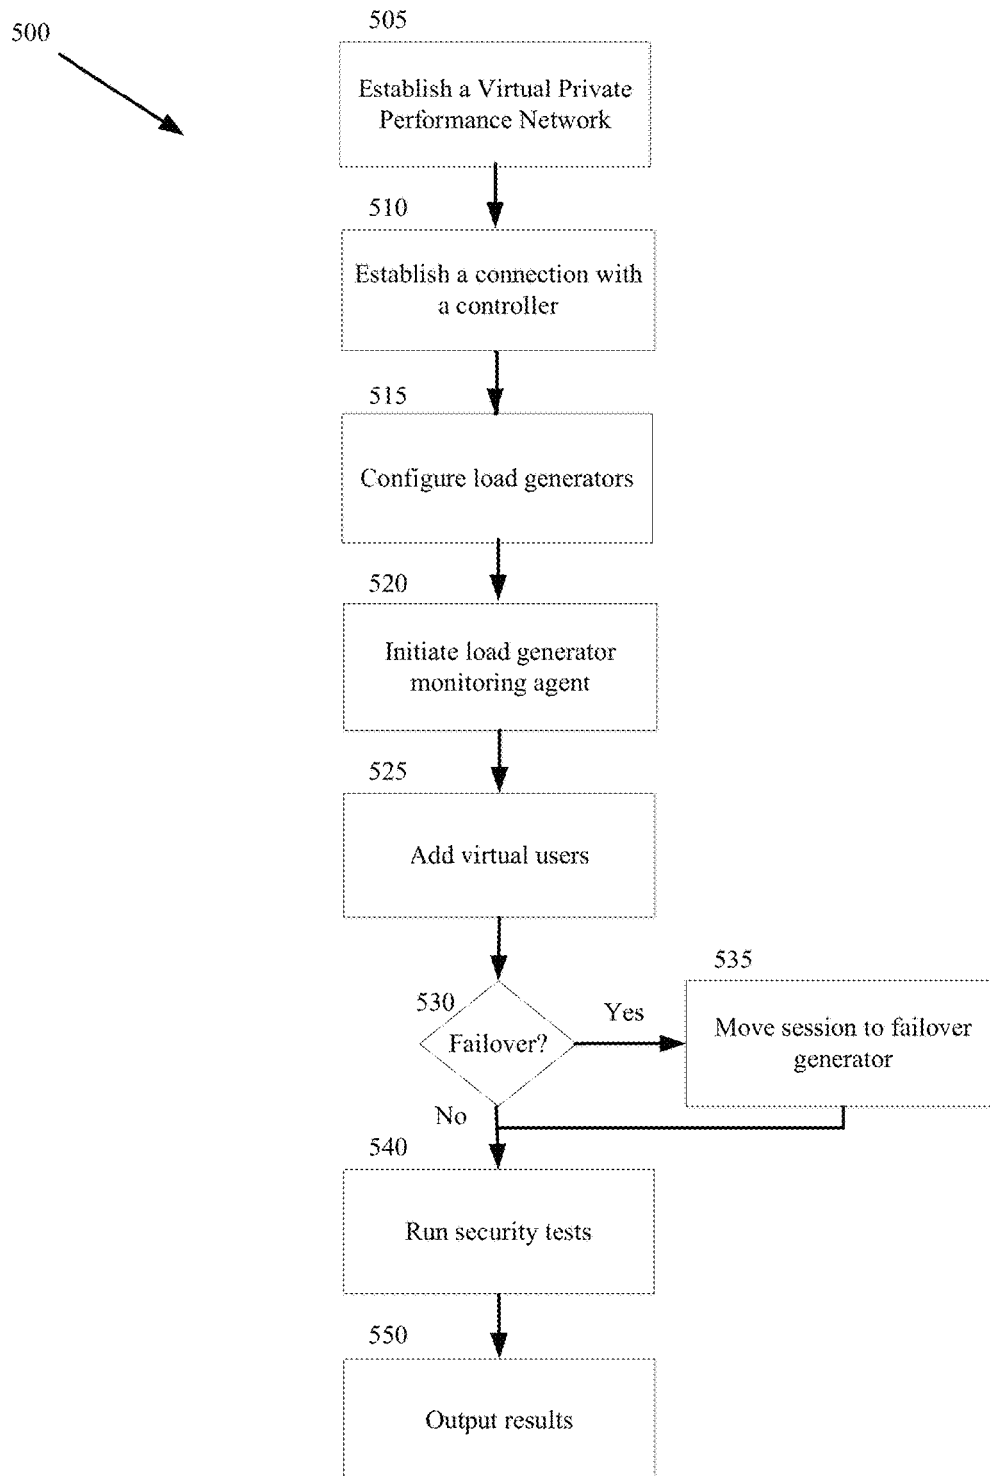 500
505
Establish a Virtual Private
Performance Network
510
Establish a connection with
a controller
515
Configure load generators
520
Initiate load generator
monitoring agent
525
Add virtual users
530
Failover?
Yes
535
Move session to failover
generator
No
540
Run security tests
550
Output results